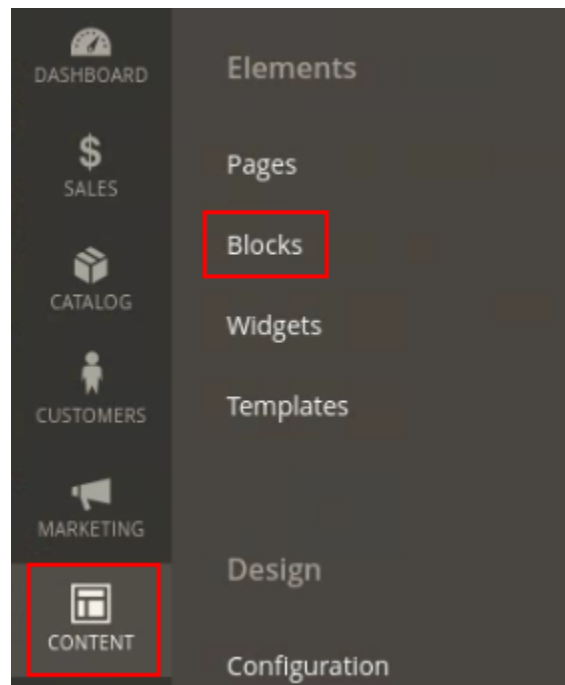 DASHBOARD
SALES
CATALOG
CUSTOMERS
MARKETING
CONTENT
Elements
Pages
Blocks
Widgets
Templates
Design
Configuration